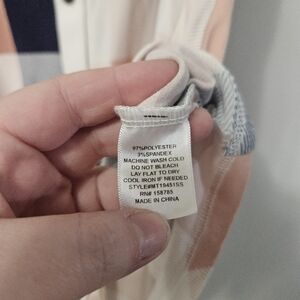 97%POLYESTER
3%SPANDEX
MACHINE WASH COLD
DO NOT BLEACH
LAY FLAT TO DRY
COOL IRON IF NEEDED
STYLE#MT19451SS
RN# 158785
MADE IN CHINA